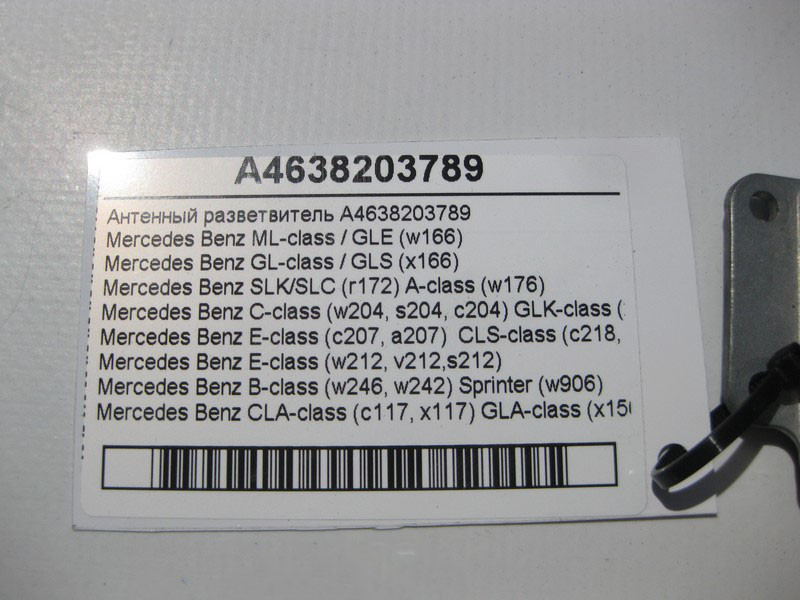 A4638203789
Антенный разветвитель A4638203789
Mercedes Benz ML-class / GLE (w166)
Mercedes Benz GL-class / GLS (x166)
Mercedes Benz SLK/SLC (r172) A-class (w176)
Mercedes Benz C-class (w204, s204, c204) GLK-class (
Mercedes Benz E-class (c207, a207) CLS-class (c218,
Mercedes Benz E-class (w212, v212,s212)
Mercedes Benz B-class (w246, w242) Sprinter (w906)
Mercedes Benz CLA-class (c117, x117) GLA-class (x15